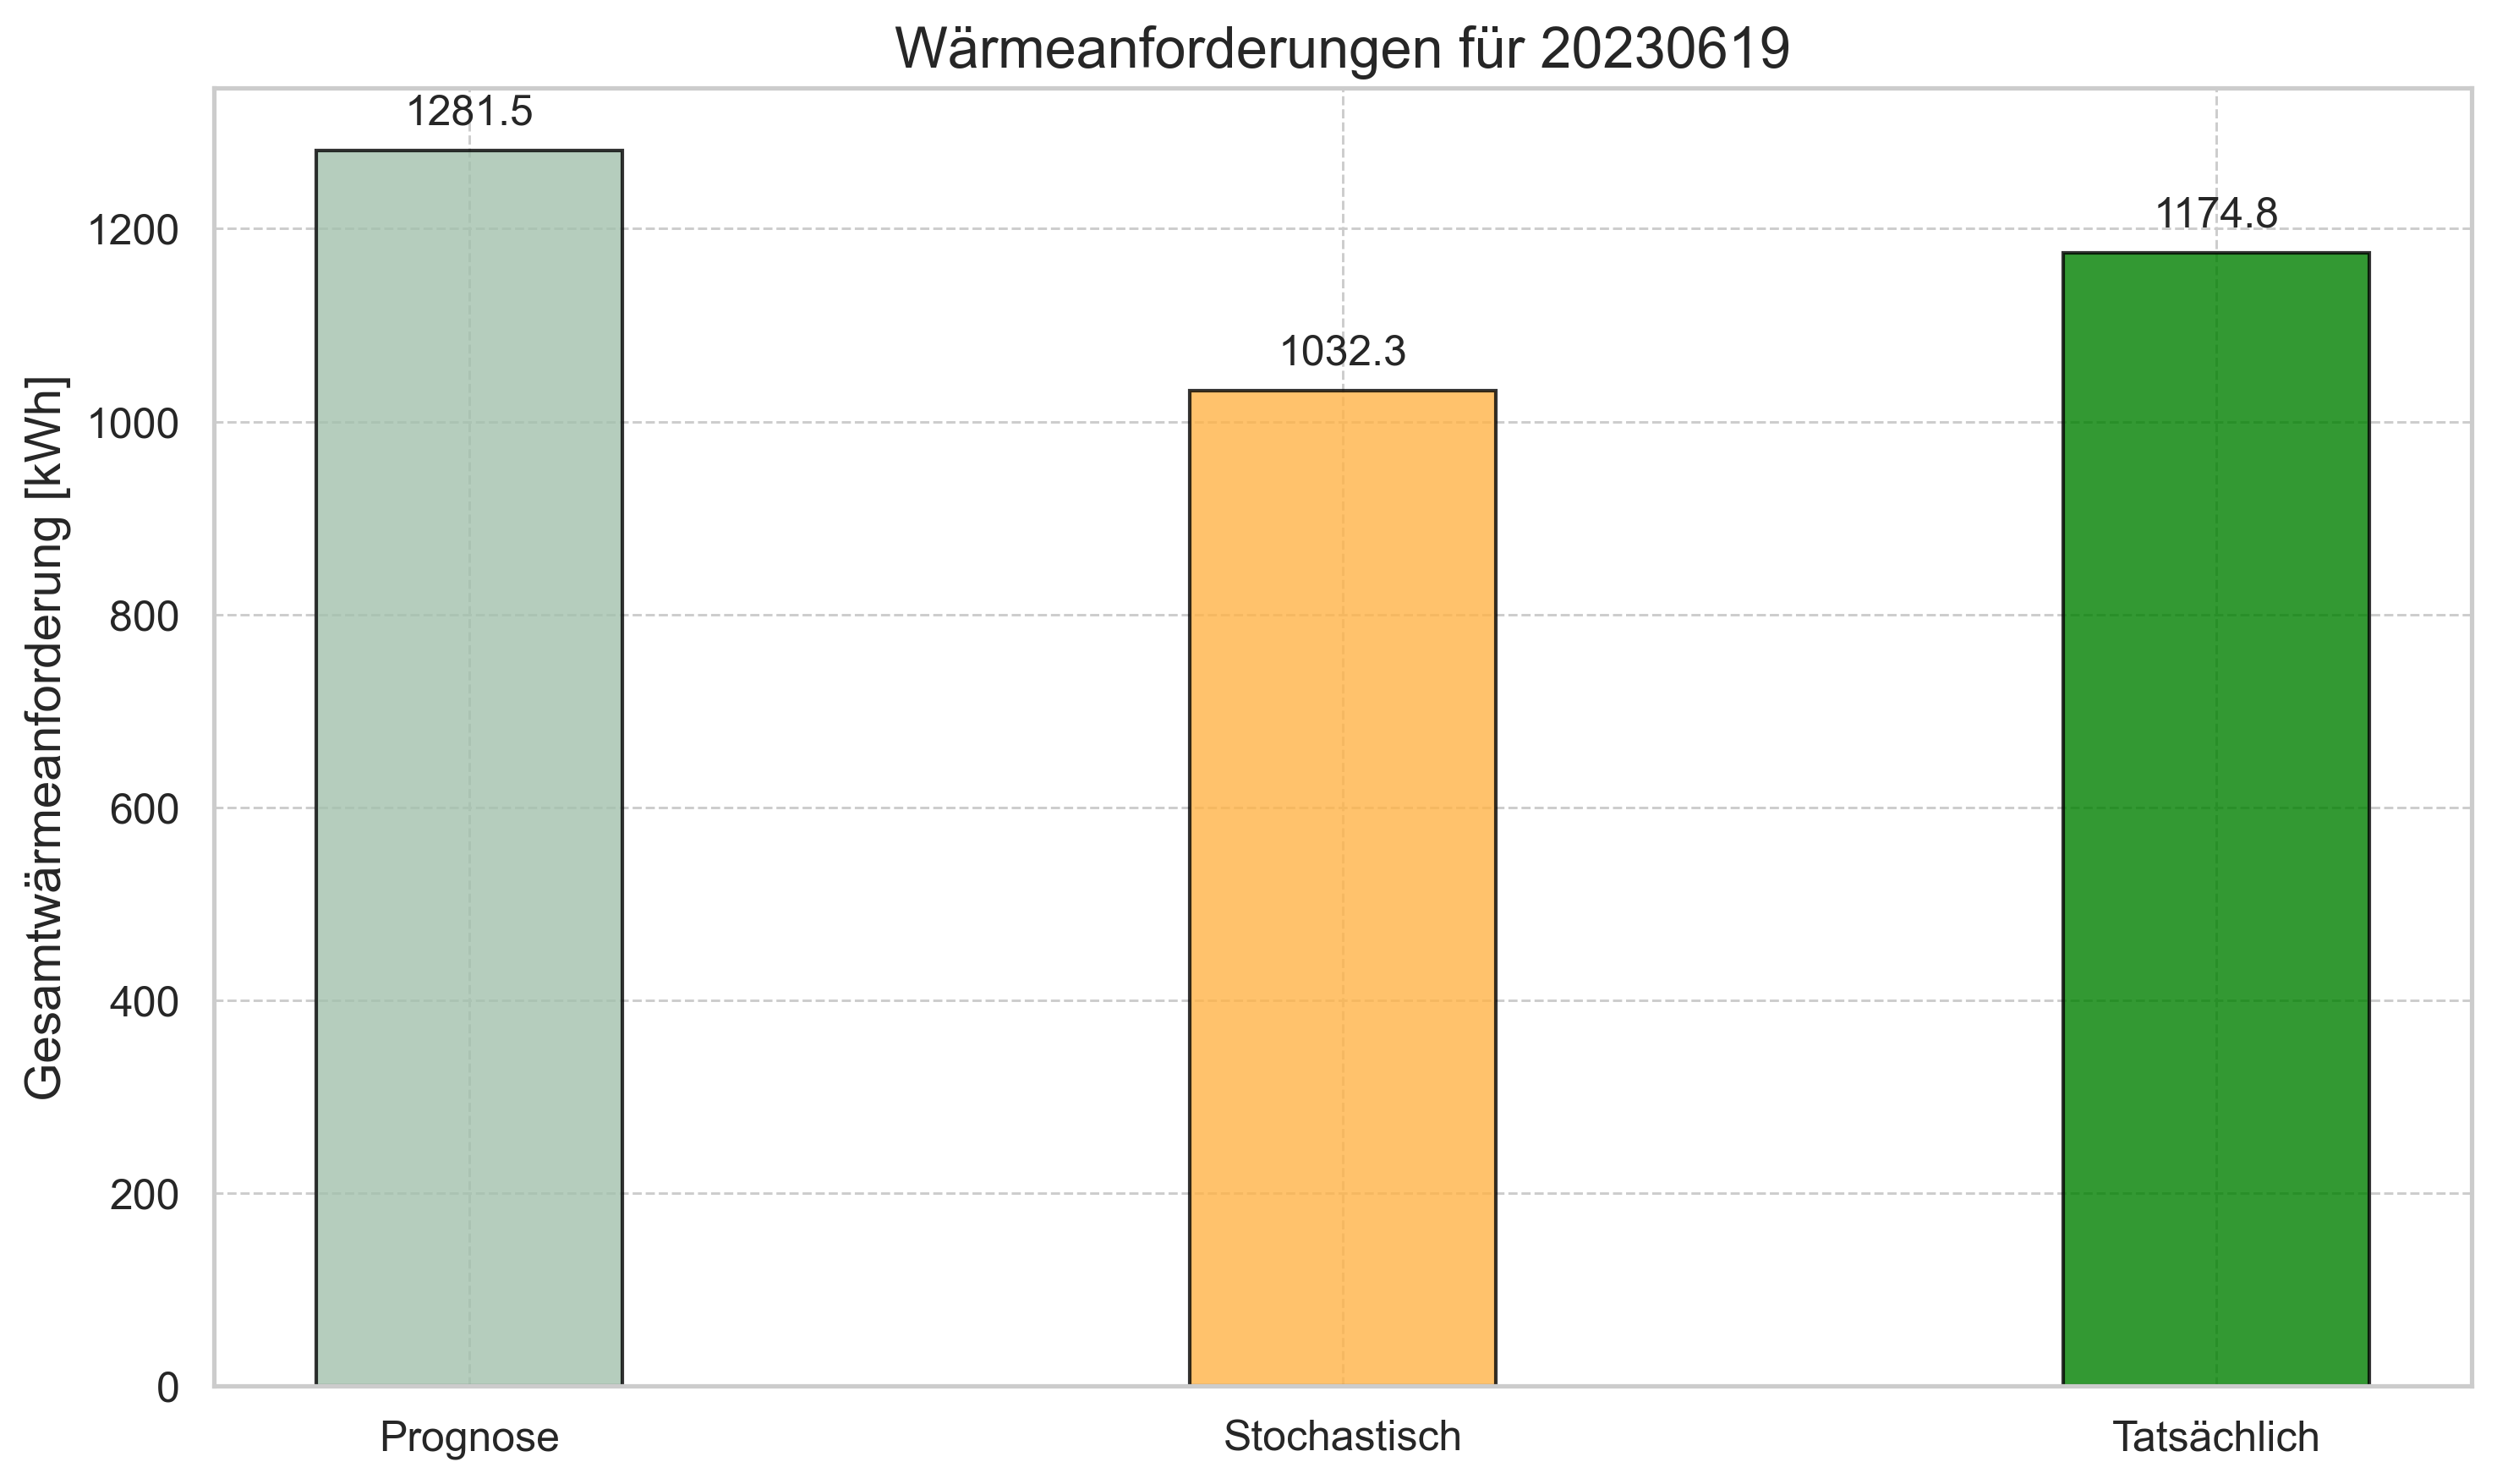 Wärmeanforderungen für 20230619
Gesamtwärmeanforderung [kWh]
1200
1000
800
600
400
200
0
1281.5
1032.3
1174.8
Prognose
Stochastisch
Tatsächlich